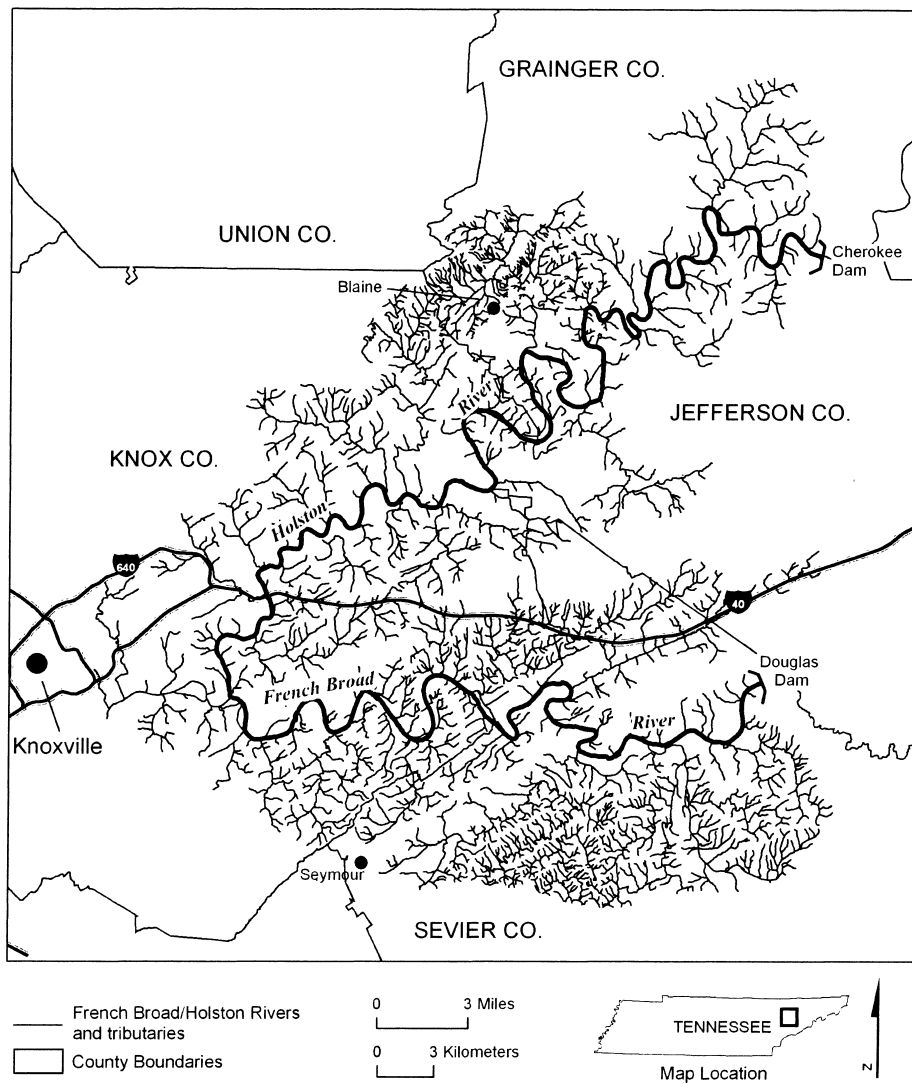 GRAINGER CO.
UNION CO.
Cherokee
Dam
Blaine
River
JEFFERSON CO.
KNOX CO.
Holston
640
40
Douglas
Dam
French Broad
River
Knoxville
Seymour
SEVIER CO.
French Broad/Holston Rivers
and tributaries
County Boundaries
0 3 Miles
0 3 Kilometers
TENNESSEE
Map Location
N